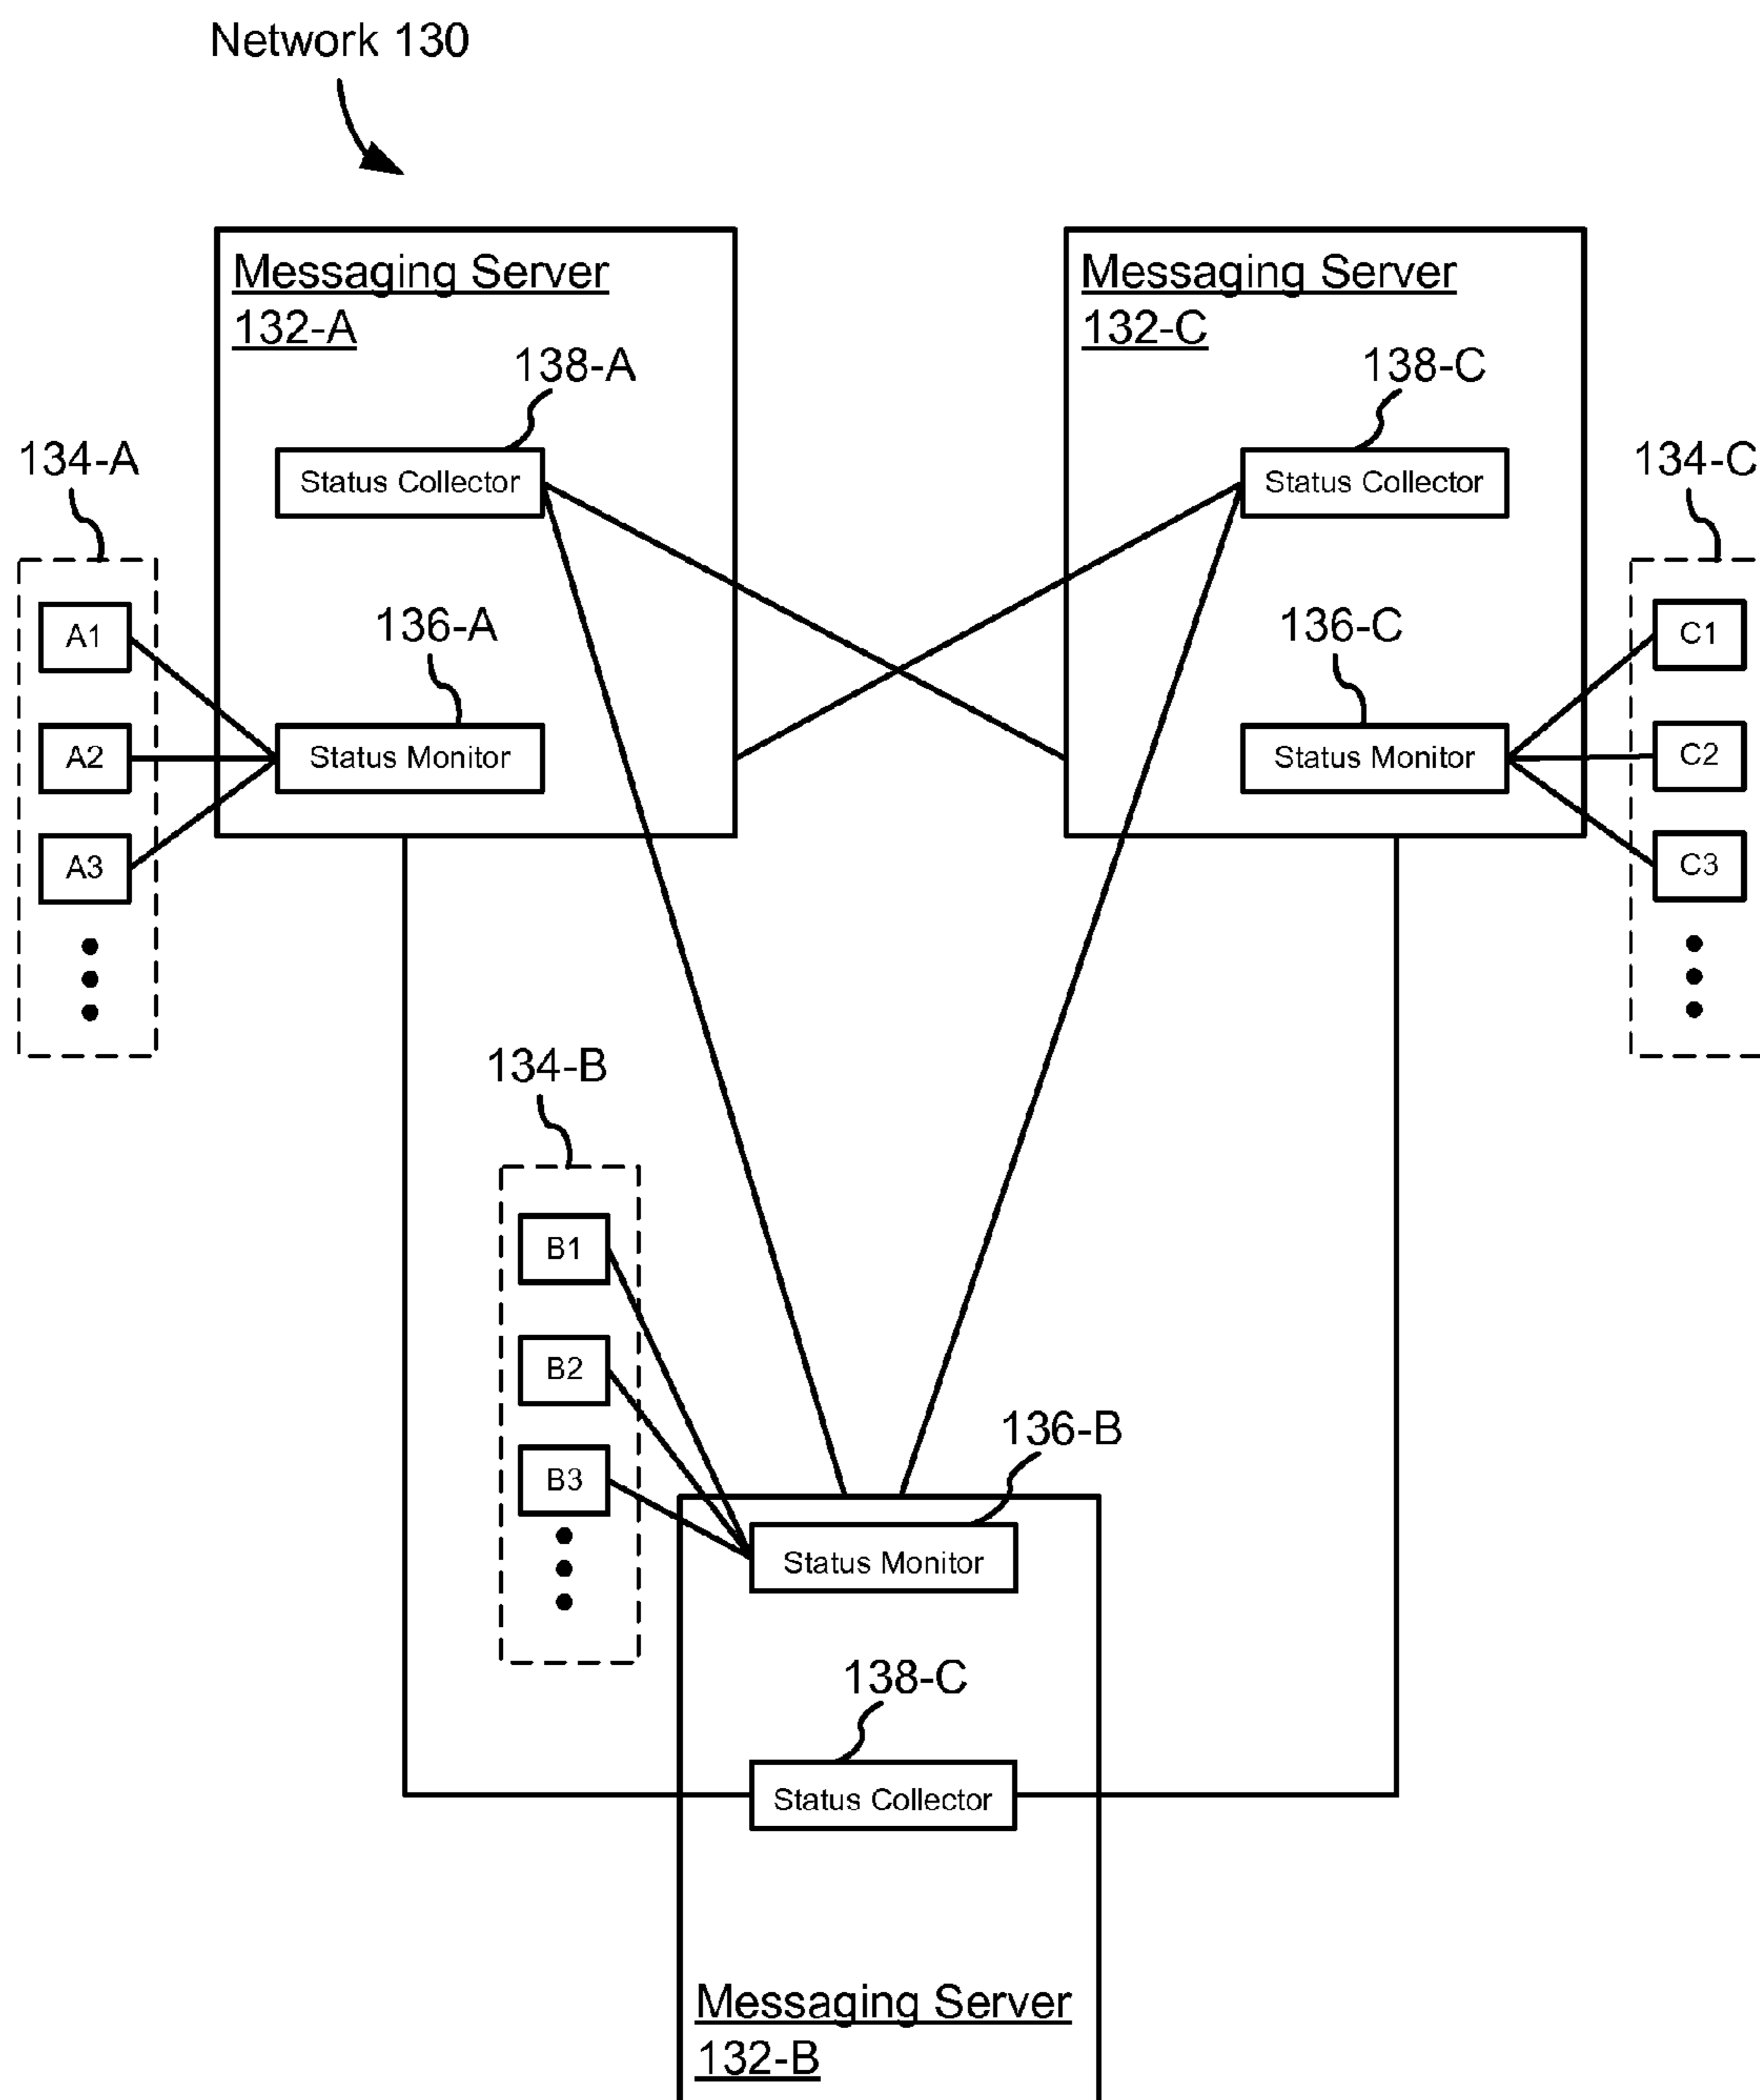 Network 130
Messaging Server
132-A
138-A
Status Collector
136-A
Status Monitor
134-A
A1
A2
A3
Messaging Server
132-C
138-C
Status Collector
136-C
Status Monitor
134-C
C1
C2
C3
134-B
B1
B2
B3
136-B
Status Monitor
138-C
Status Collector
Messaging Server
132-B